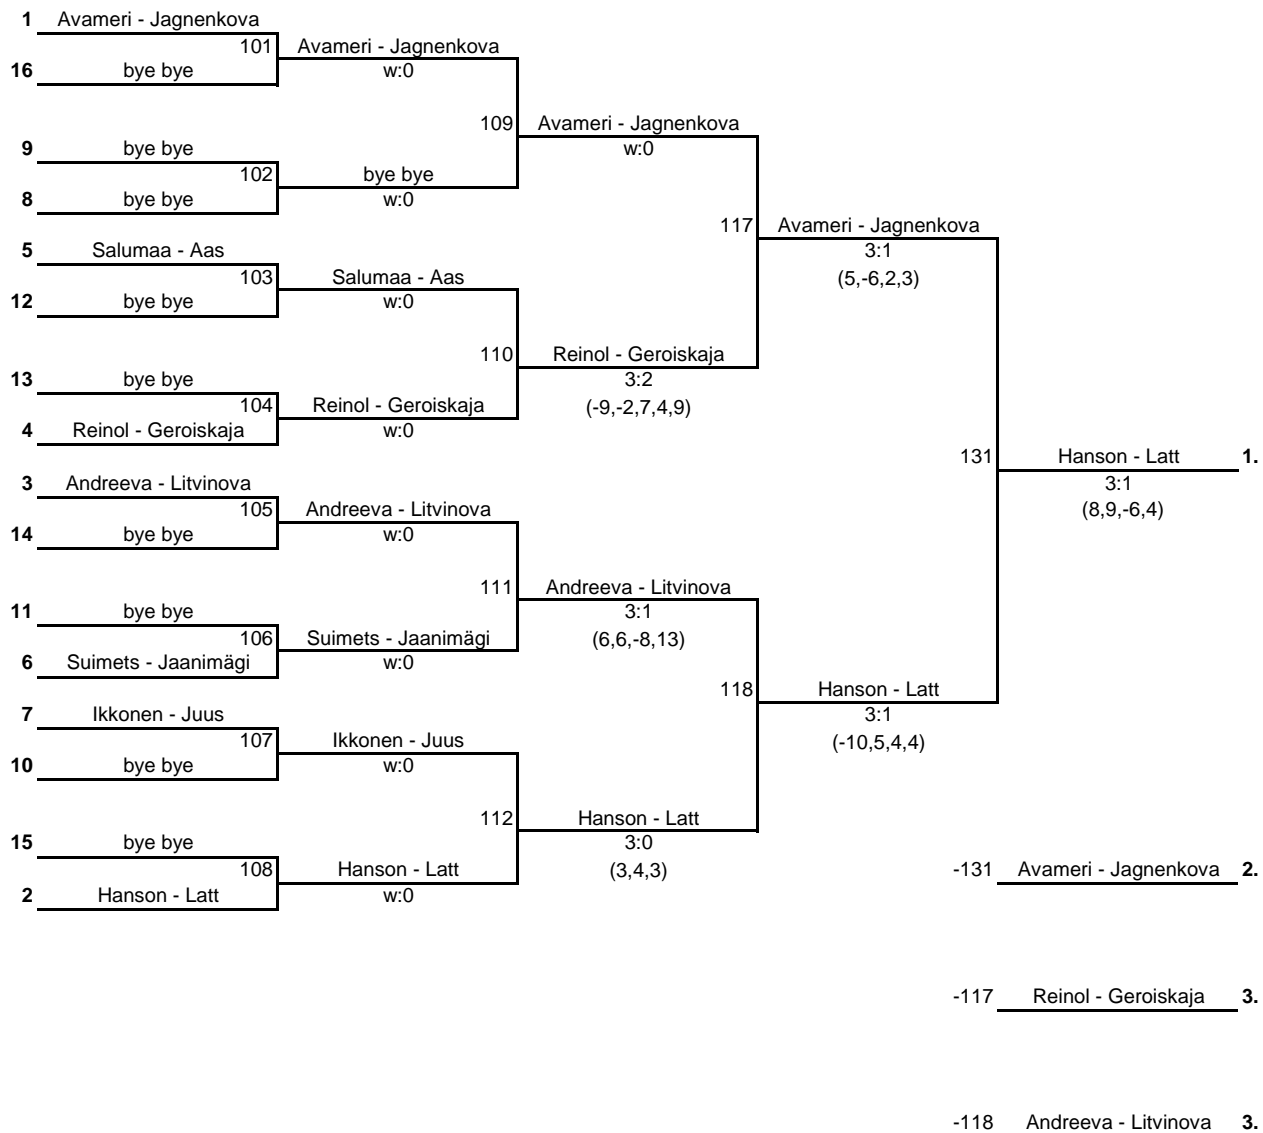 1 Avameri - Jagnenkova
101 Avameri - Jagnenkova
16 bye bye w:0
109 Avameri - Jagnenkova
9 bye bye w:0
102 bye bye
8 bye bye w:0
117 Avameri - Jagnenkova
5 Salumaa - Aas 3:1
103 Salumaa - Aas (5,-6,2,3)
12 bye bye w:0
110 Reinol - Geroiskaja
13 bye bye 3:2
104 Reinol - Geroiskaja (-9,-2,7,4,9)
4 Reinol - Geroiskaja w:0
131 Hanson - Latt 1.
3 Andreeva - Litvinova 3:1
105 Andreeva - Litvinova (8,9,-6,4)
14 bye bye w:0
111 Andreeva - Litvinova
11 bye bye 3:1
106 Suimets - Jaanimägi (6,6,-8,13)
6 Suimets - Jaanimägi w:0
118 Hanson - Latt
7 Ikkonen - Juus 3:1
107 Ikkonen - Juus (-10,5,4,4)
10 bye bye w:0
112 Hanson - Latt
15 bye bye 3:0
108 Hanson - Latt (3,4,3) -131 Avameri - Jagnenkova 2.
2 Hanson - Latt w:0
-117 Reinol - Geroiskaja 3.
-118 Andreeva - Litvinova 3.